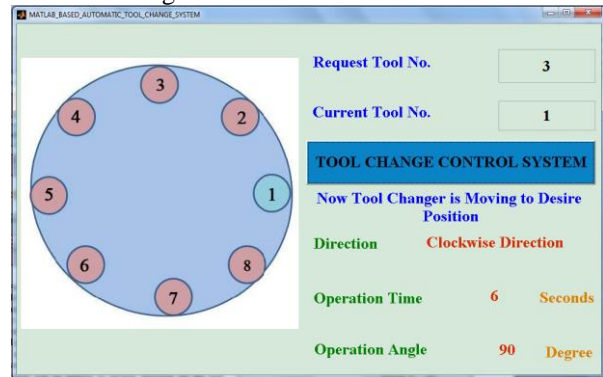 MATLAB_BASED_AUTOMATIC_TOOL_CHANGE_SYSTEM
Request Tool No.
3
Current Tool No.
1
TOOL CHANGE CONTROL SYSTEM
Now Tool Changer is Moving to Desire
Position
Direction Clockwise Direction
Operation Time 6 Seconds
Operation Angle 90 Degree
3
4
2
5
1
6
8
7